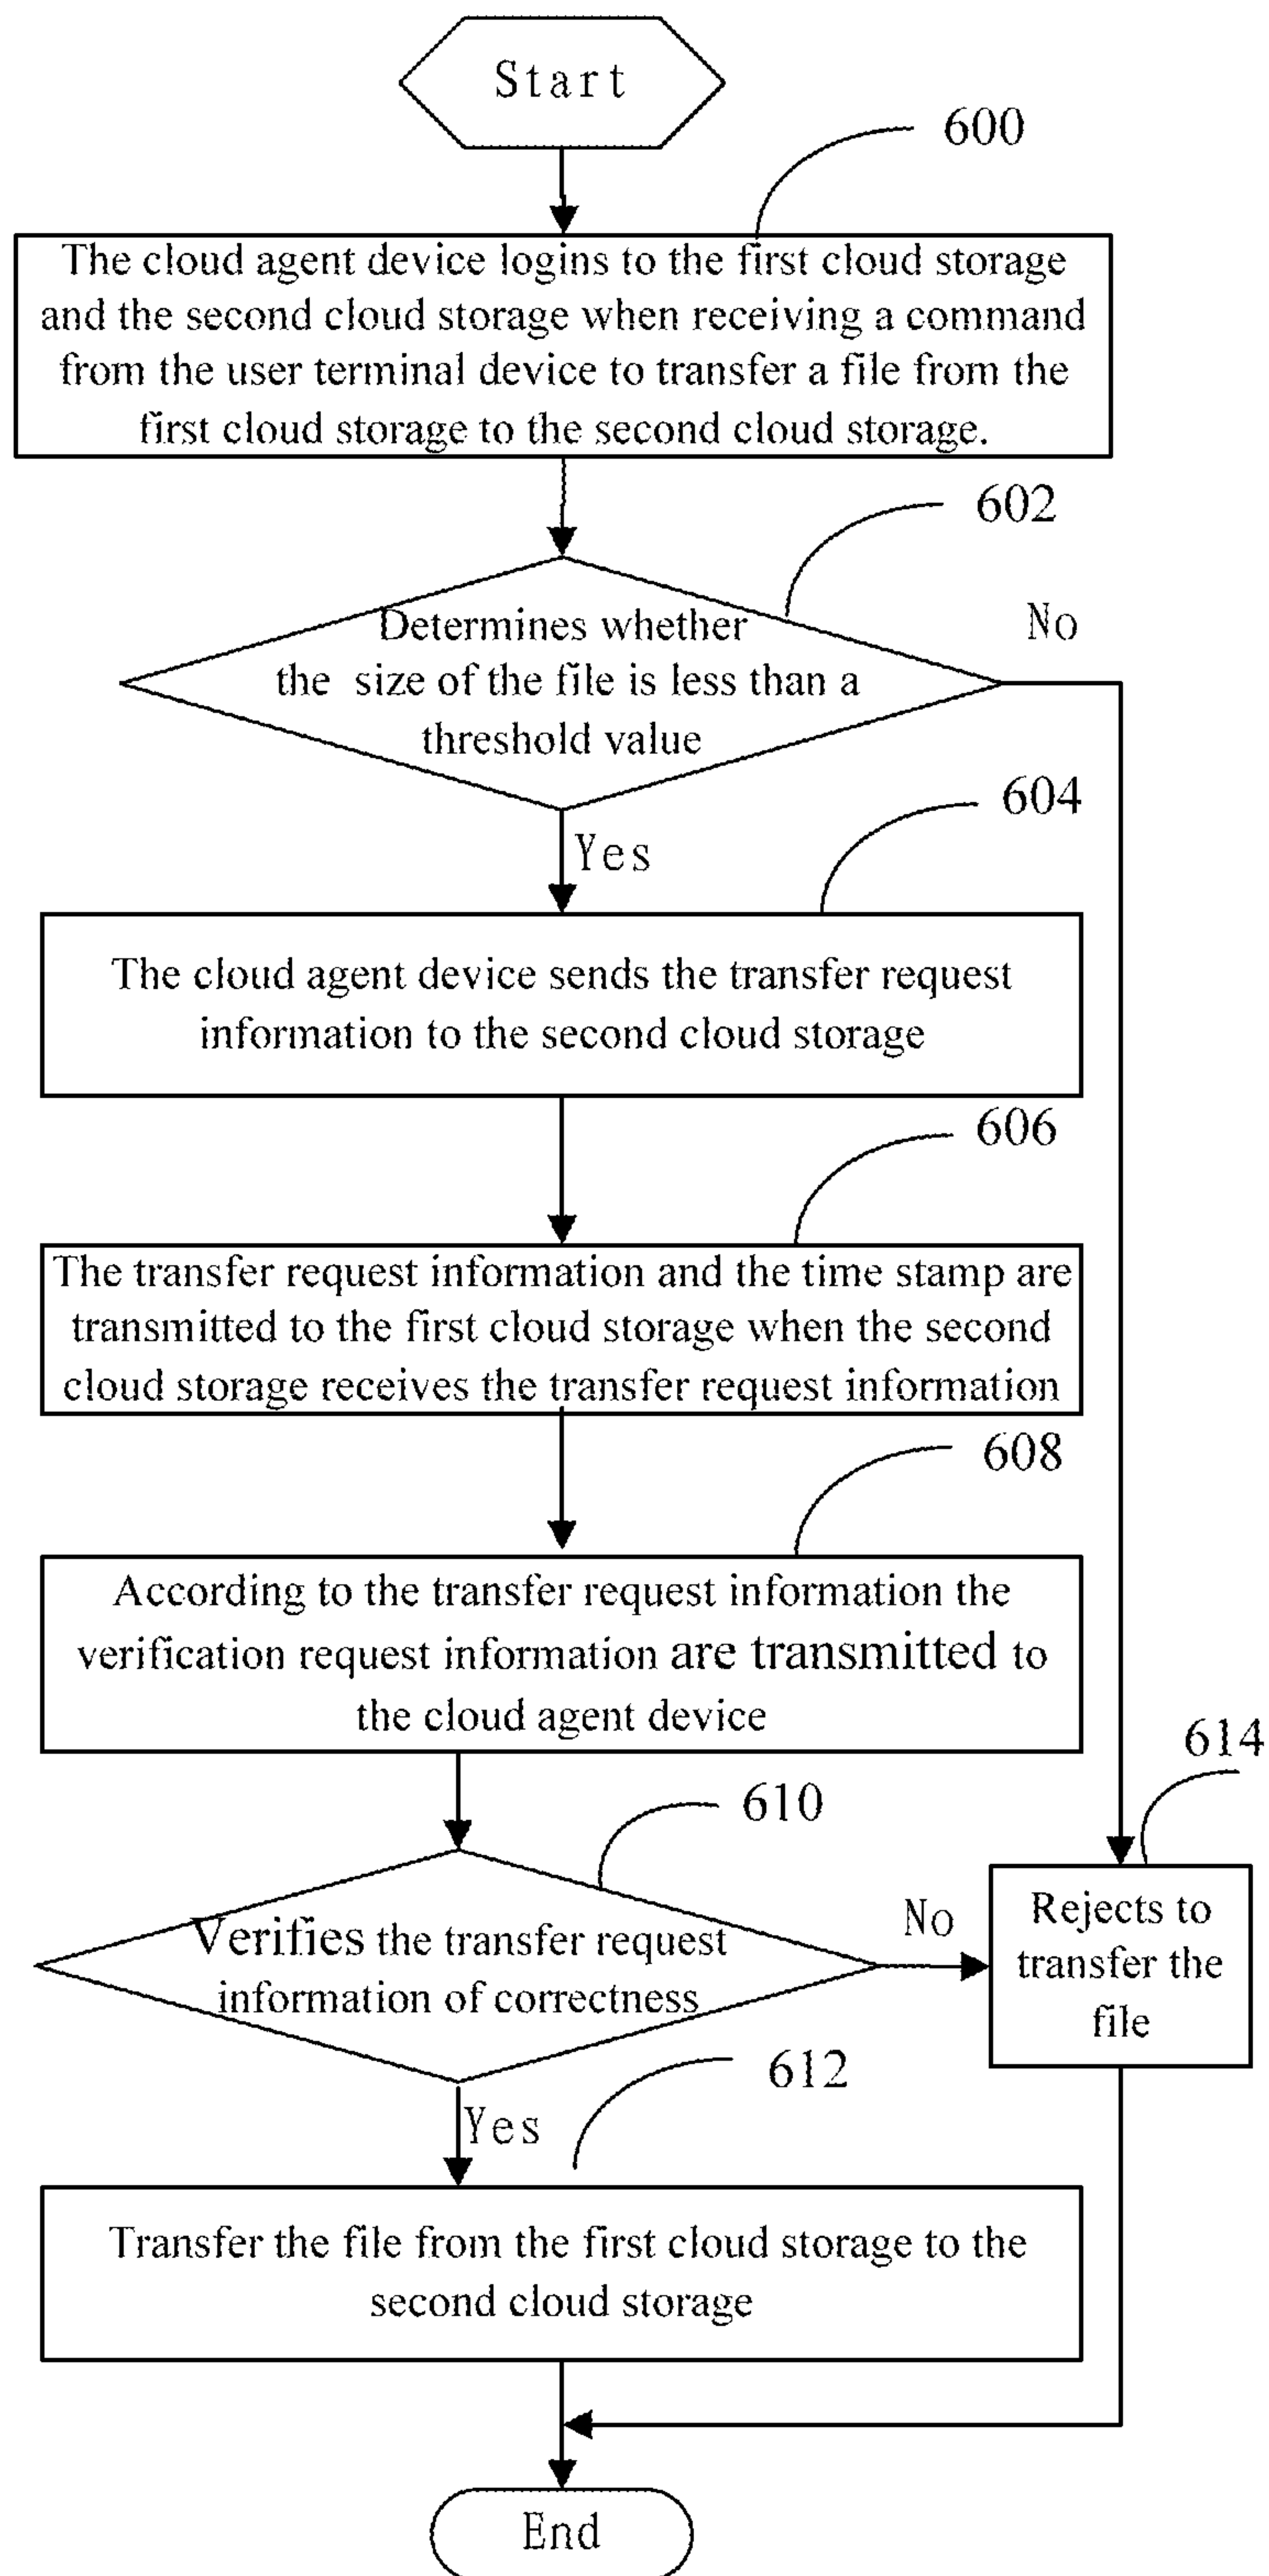 Start
600
The cloud agent device logins to the first cloud storage
and the second cloud storage when receiving a command
from the user terminal device to transfer a file from the
first cloud storage to the second cloud storage.
602
Determines whether
the size of the file is less than a
threshold value
No
604
Yes
The cloud agent device sends the transfer request
information to the second cloud storage
606
The transfer request information and the time stamp are
transmitted to the first cloud storage when the second
cloud storage receives the transfer request information
608
According to the transfer request information the
verification request information are transmitted to
the cloud agent device
614
610
Verifies the transfer request
information of correctness
No
Rejects to
transfer the
file
612
Yes
Transfer the file from the first cloud storage to the
second cloud storage
End